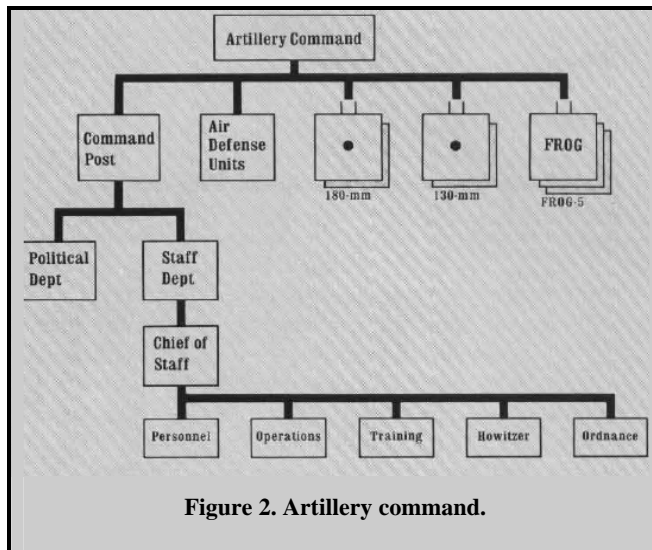 Artillery Command
Command
Post
Air
Defense
Units
180-mm
130-mm
FROG
FROG-5
Political
Dept
Staff
Dept
Chief of
Staff
Personnel
Operations
Training
Howitzer
Ordnance
Figure 2. Artillery command.